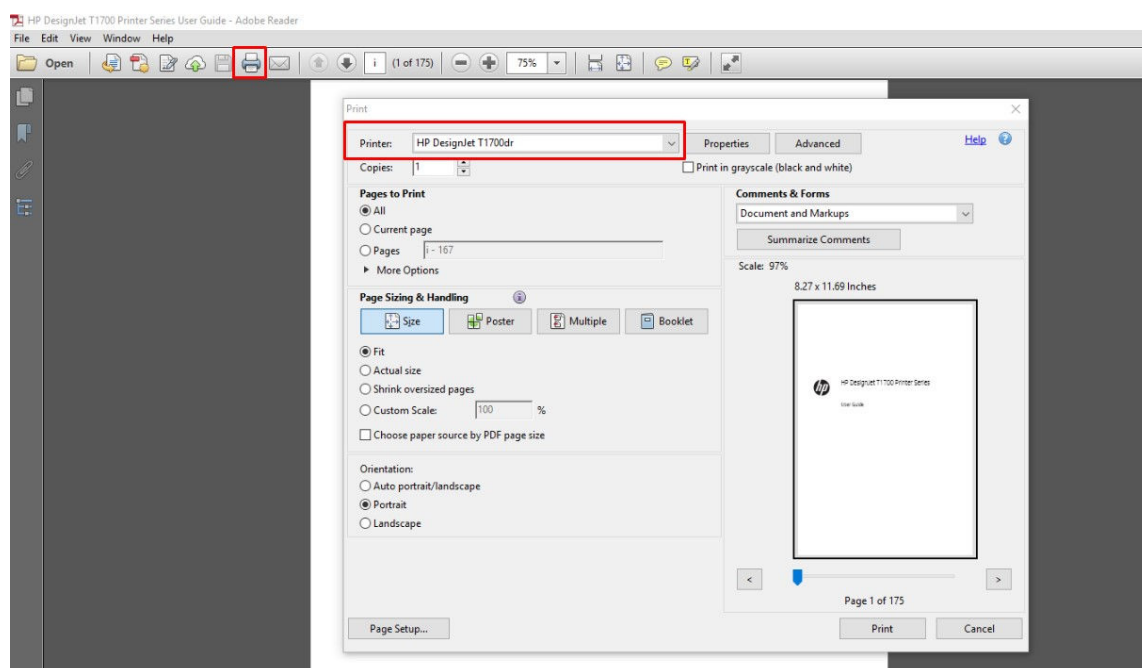 HP DesignJet T1700 Printer Series User Guide - Adobe Reader
File Edit View Window Help
Open i (1 of 175) 75%
Print
Printer: HP DesignJet T1700dr Properties Advanced Help
Copies: 1 Print in grayscale (black and white)
Pages to Print
All
Current page
Pages i - 167
More Options
Comments & Forms
Document and Markups
Summarize Comments
Page Sizing & Handling
Size Poster Multiple Booklet
Fit
Actual size
Shrink oversized pages
Custom Scale: 100 %
Choose paper source by PDF page size
Orientation:
Auto portrait/landscape
Portrait
Landscape
Scale: 97%
8.27 x 11.69 Inches
hp
HP DesignJet T1700 Printer Series
User Guide
< >
Page 1 of 175
Page Setup... Print Cancel